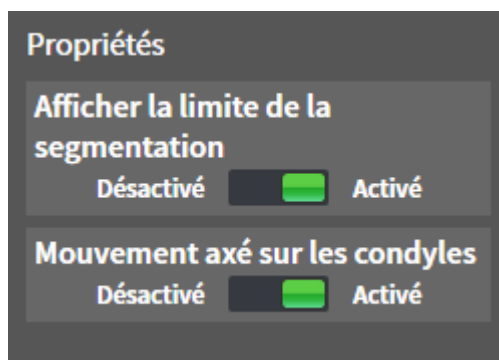 Propriétés
Afficher la limite de la
segmentation
Désactivé Activé
Mouvement axé sur les condyles
Désactivé Activé